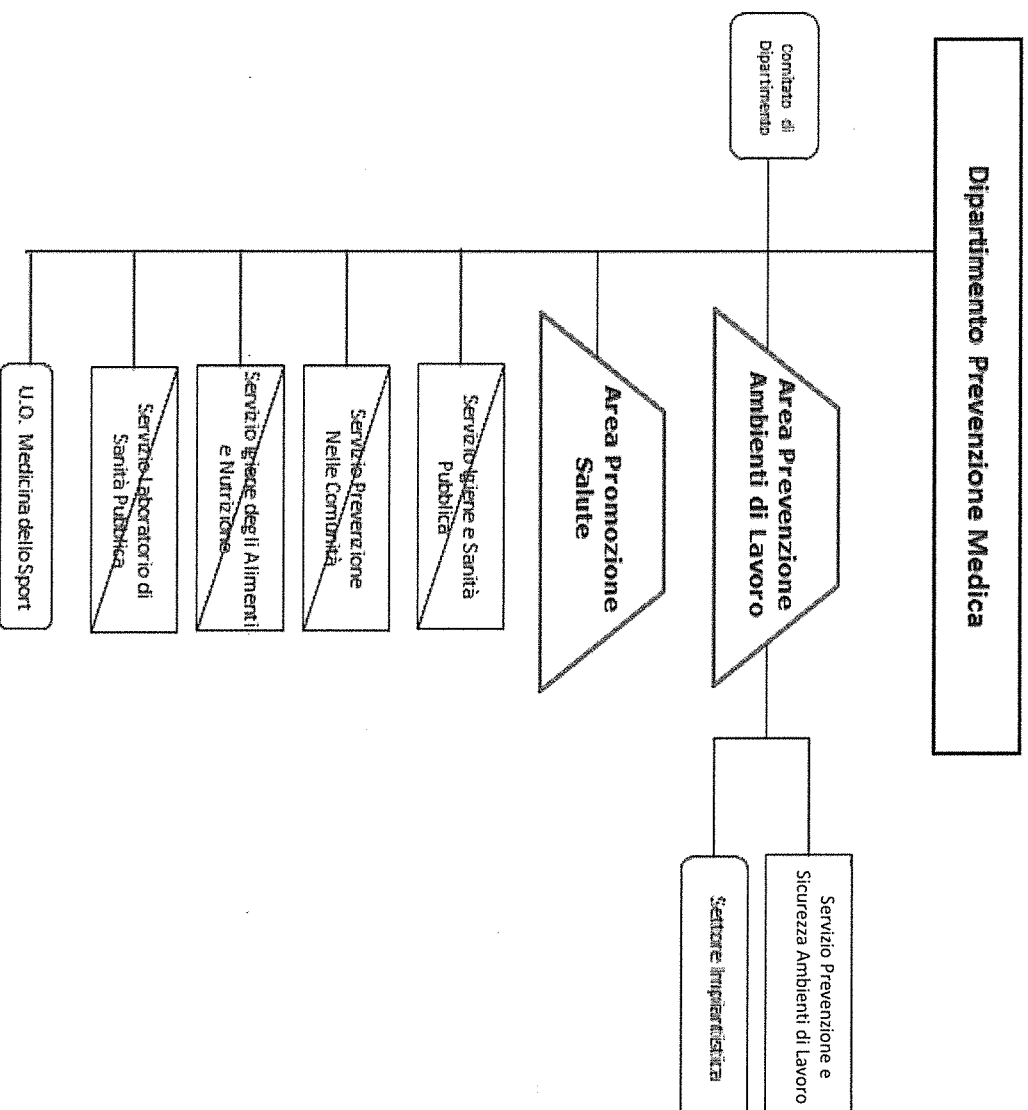 Dipartimento Prevenzione Medica
Comitato di
Dipartimento
Area Prevenzione
Ambienti di Lavoro
Servizio Prevenzione e
Sicurezza Ambienti di Lavoro
Settore Impiantistica
Area Promozione
Salute
Servizio Igiene e Sanità
Pubblica
Servizio Prevenzione
Nelle Comunità
Servizio Igiene degli Alimenti
e Nutrizione
Servizio Laboratorio di
Sanità Pubblica
U.O. Medicina dello Sport